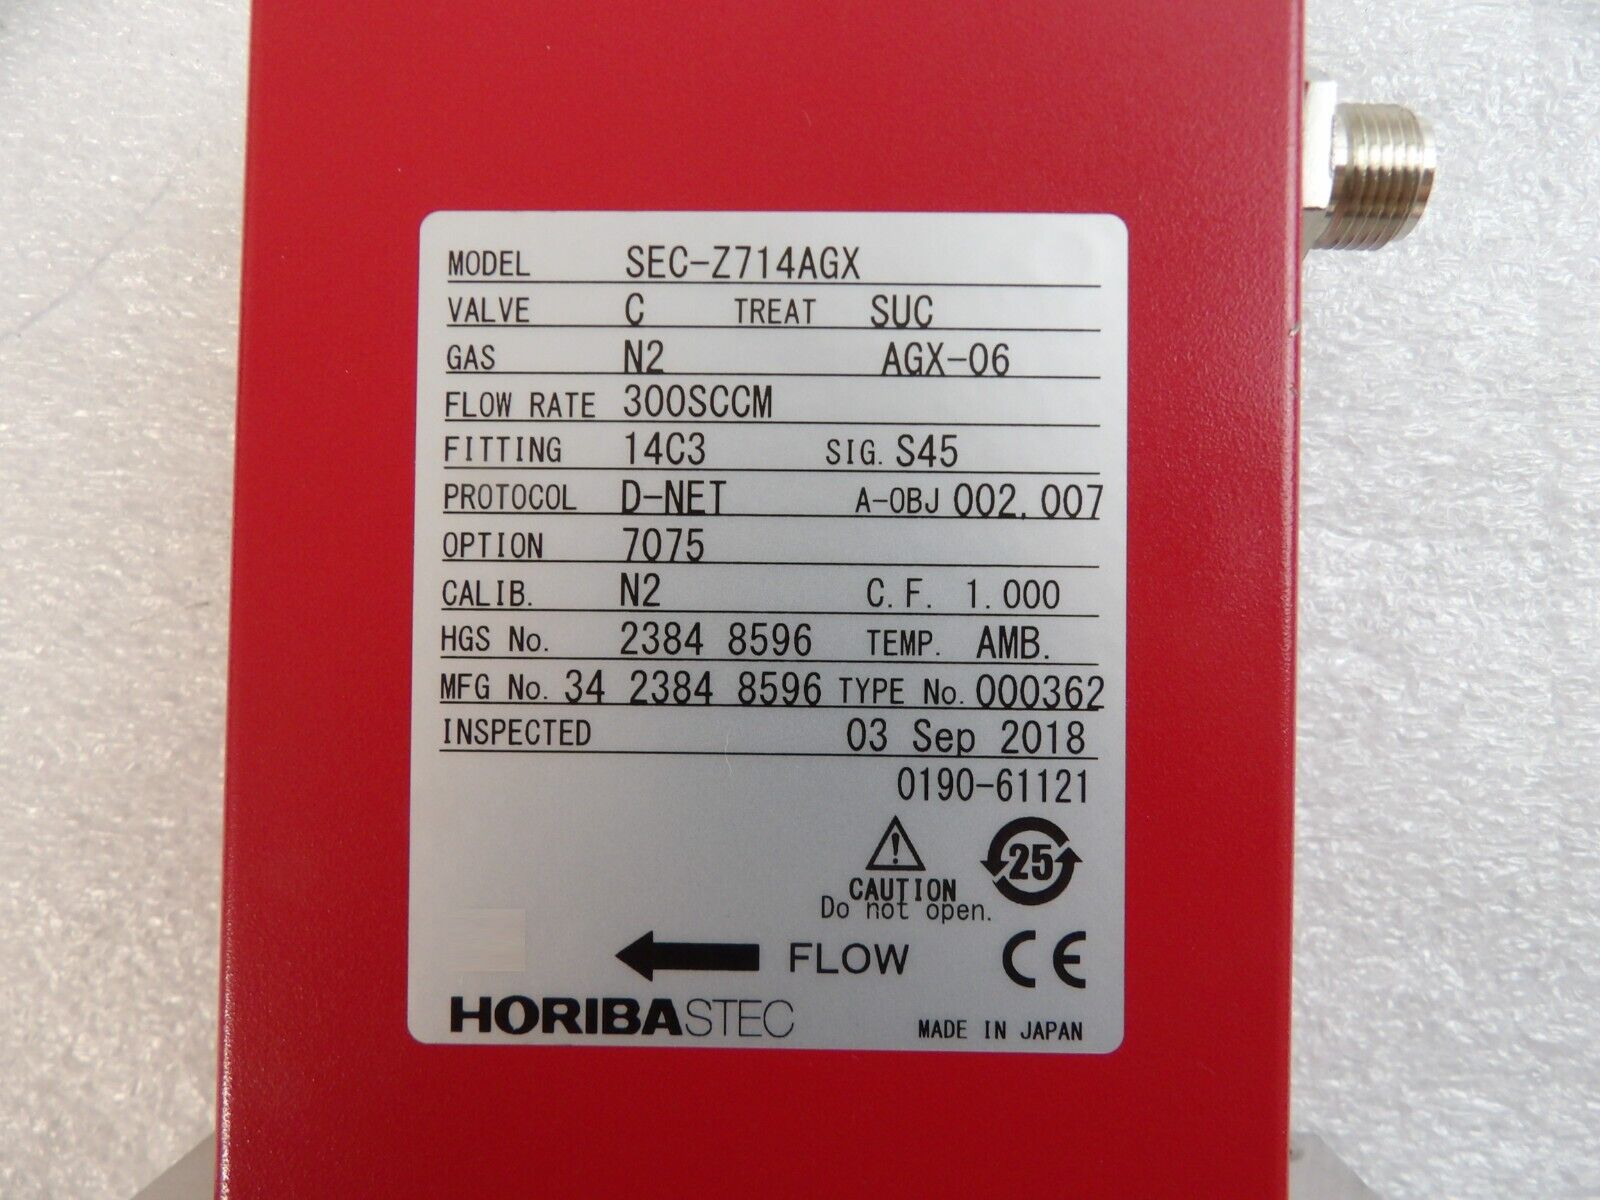 MODEL SEC-Z714AGX
VALVE C TREAT SUC
GAS N2 AGX-06
FLOW RATE 300SCCM
FITTING 14C3 SIG. S45
PROTOCOL D-NET A-OBJ 002,007
OPTION 7075
CALIB. N2 C.F. 1.000
HGS No. 2384 8596 TEMP. AMB.
MFG No. 34 2384 8596 TYPE No. 000362
INSPECTED 03 Sep 2018
0190-61121
25
CAUTION
Do not open.
FLOW CE
HORIBASTEC
MADE IN JAPAN